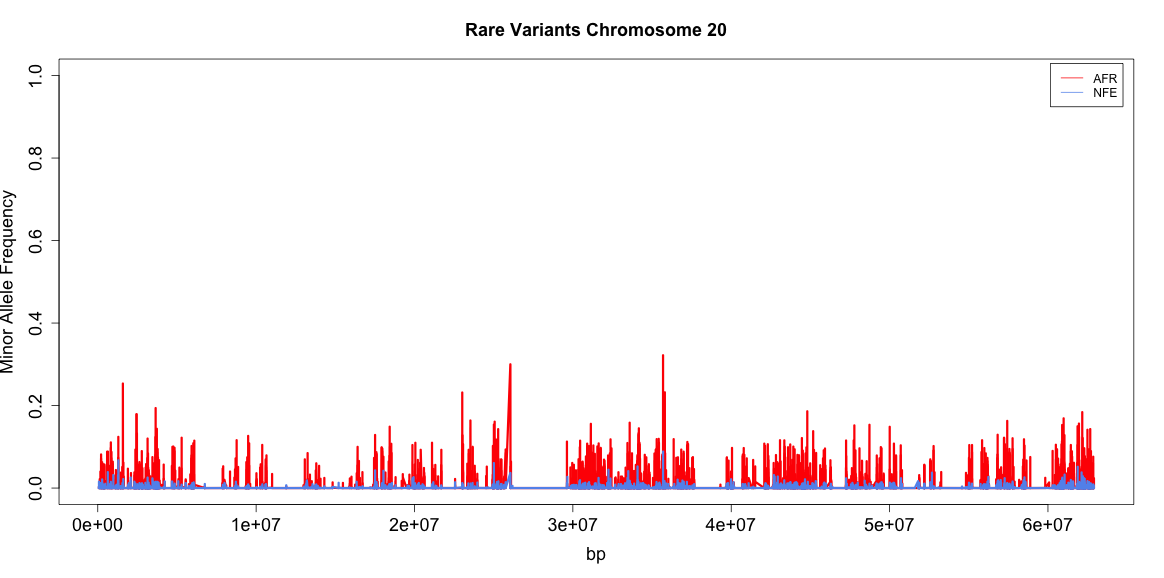 Rare Variants Chromosome 20
AFR
NFE
Minor Allele Frequency
1.0
0.8
0.6
0.4
0.2
0.0
0e+00 1e+07 2e+07 3e+07 4e+07 5e+07 6e+07
bp